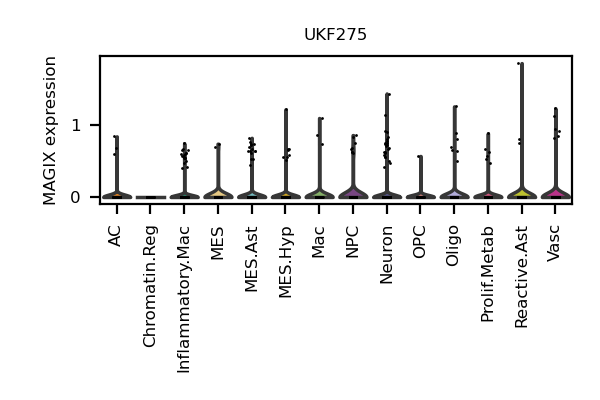 UKF275
MAGIX expression
1
0
AC
Chromatin.Reg
Inflammatory.Mac
MES
MES.Ast
MES.Hyp
Mac
NPC
Neuron
OPC
Oligo
Prolif.Metab
Reactive.Ast
Vasc